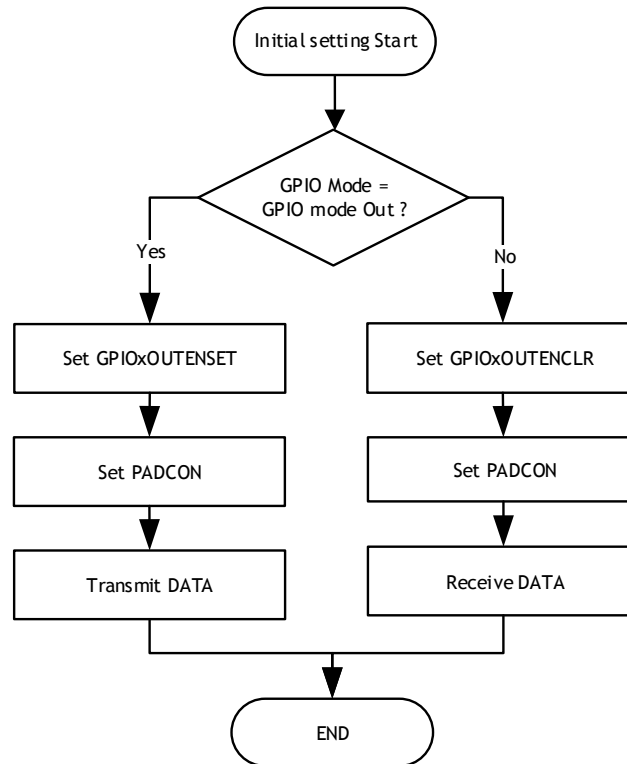 Initial setting Start
GPIO Mode =
GPIO mode Out ?
Yes
No
Set GPIOxOUTENSET
Set GPIOxOUTENCLR
Set PADCON
Set PADCON
Transmit DATA
Receive DATA
END